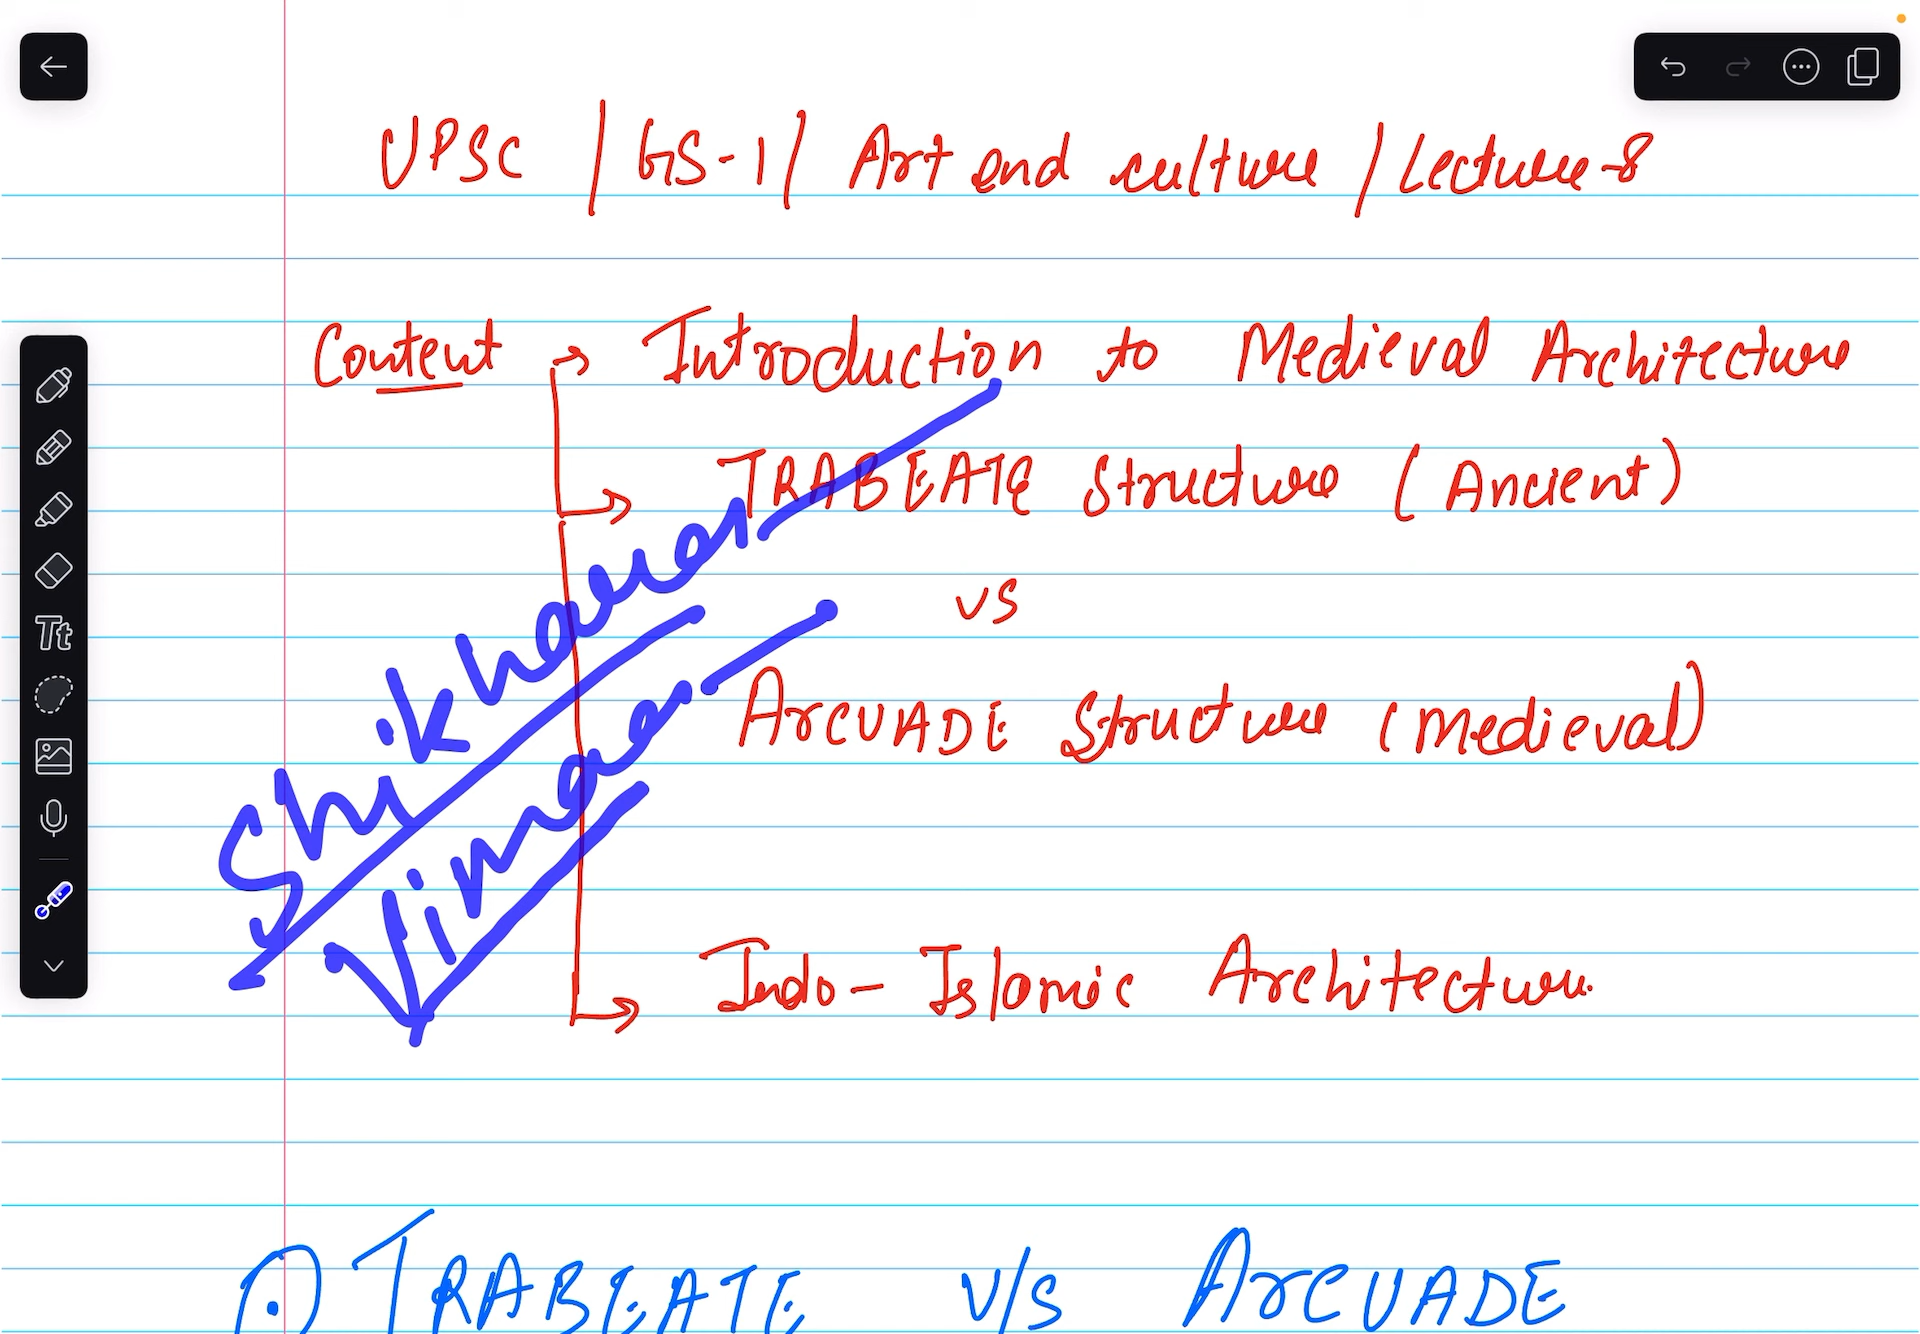 UPSC / GS-1 / Art and culture / Lecture-8
Content → Introduction to Medieval Architecture
→ TRABEATE Structure (Ancient)
vs
ArCUADE Structure (Medieval)
Shikhara
Vimana
→ Indo-Islamic Architecture
TRABEATE v/s ArCUADE
Tt